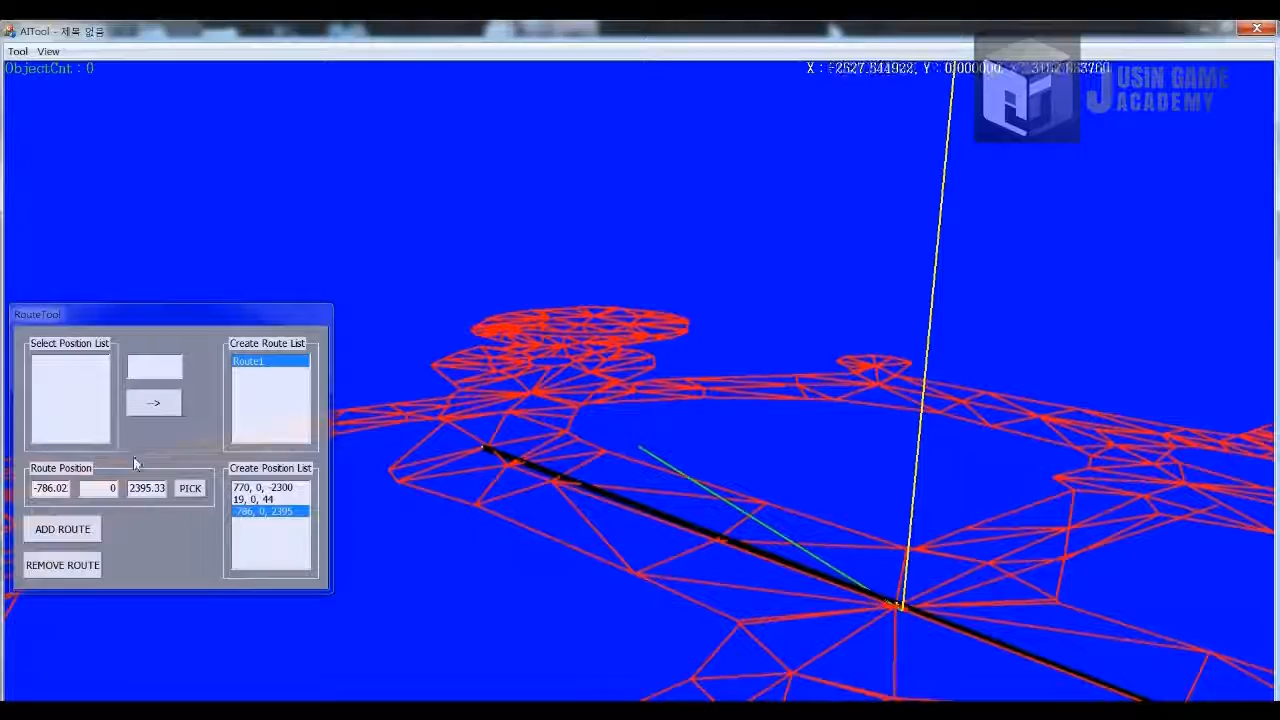 AITool - 제목 없음
Tool View
ObjectCnt : 0
JUSIN GAME
ACADEMY
RouteTool
Select Position List
Create Route List
Route1
-->
Route Position
Create Position List
-786.02
0
2395.33
PICK
770, 0, -2300
19, 0, 44
-786, 0, 2395
ADD ROUTE
REMOVE ROUTE